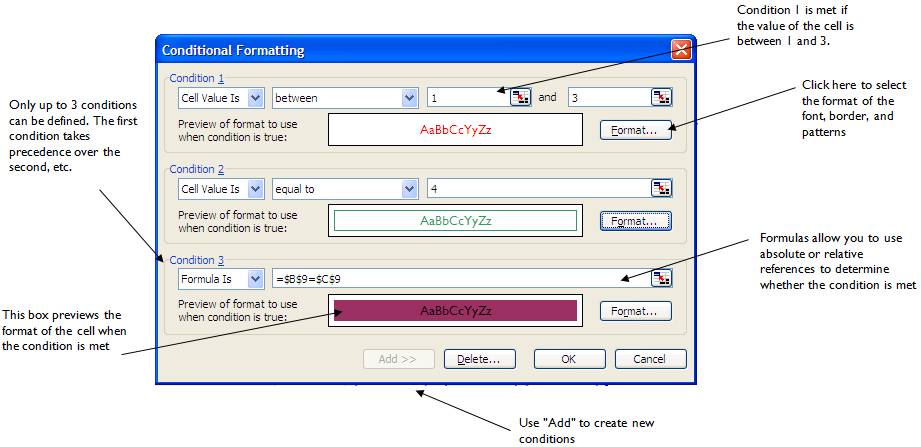 Condition 1 is met if
the value of the cell is
between 1 and 3.
Conditional Formatting
Condition 1
Cell Value Is between 1 and 3
Preview of format to use
when condition is true:
AaBbCcYyZz
Format...
Click here to select
the format of the
font, border, and
patterns
Only up to 3 conditions
can be defined. The first
condition takes
precedence over the
second, etc.
Condition 2
Cell Value Is equal to 4
Preview of format to use
when condition is true:
AaBbCcYyZz
Format...
Condition 3
Formula Is =$B$9=$C$9
Preview of format to use
when condition is true:
AaBbCcYyZz
Format...
Formulas allow you to use
absolute or relative
references to determine
whether the condition is met
This box previews the
format of the cell when
the condition is met
Add >> Delete... OK Cancel
Use "Add" to create new
conditions